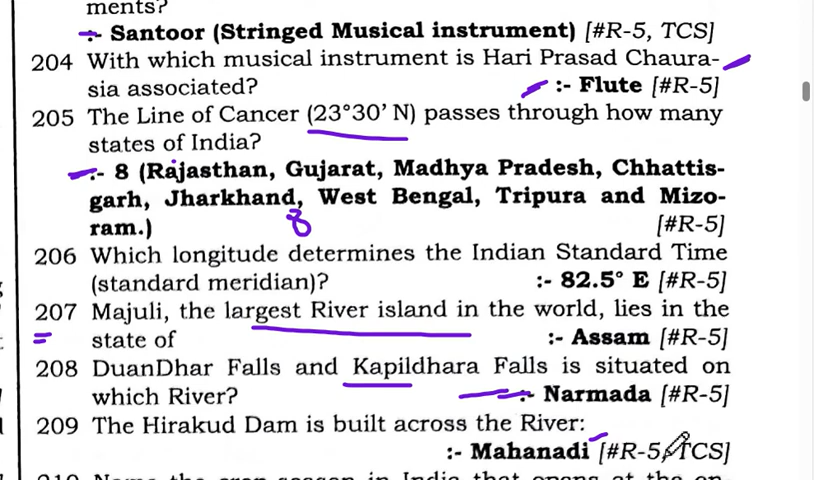 ments?
:- Santoor (Stringed Musical instrument) [#R-5, TCS]
204 With which musical instrument is Hari Prasad Chaura-
sia associated? :- Flute [#R-5]
205 The Line of Cancer (23°30' N) passes through how many
states of India?
:- 8 (Rajasthan, Gujarat, Madhya Pradesh, Chhattis-
garh, Jharkhand, West Bengal, Tripura and Mizo-
ram.) 8 [#R-5]
206 Which longitude determines the Indian Standard Time
(standard meridian)? :- 82.5° E [#R-5]
207 Majuli, the largest River island in the world, lies in the
state of :- Assam [#R-5]
208 DuanDhar Falls and Kapildhara Falls is situated on
which River? :- Narmada [#R-5]
209 The Hirakud Dam is built across the River:
:- Mahanadi [#R-5, TCS]